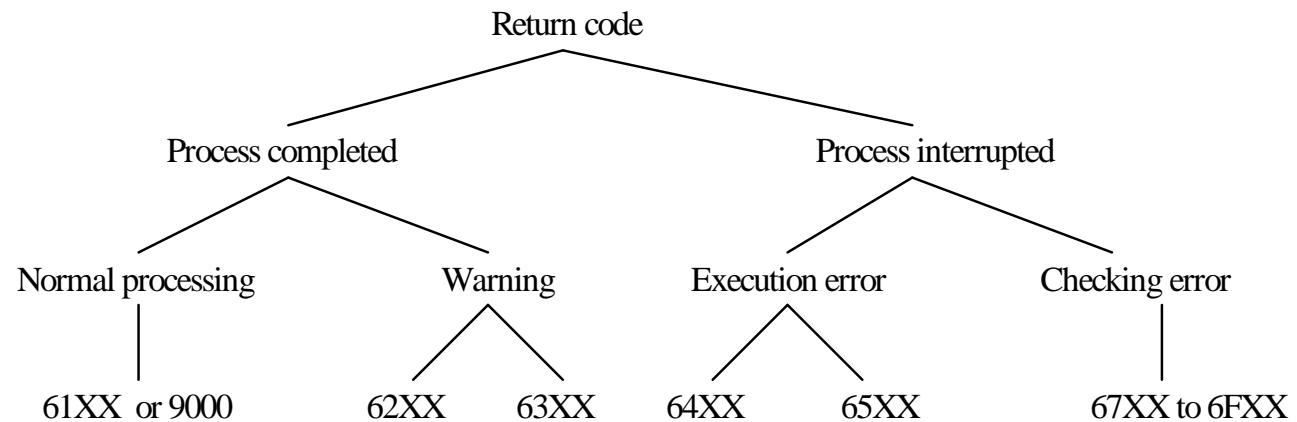 Return code
Process completed
Process interrupted
Normal processing
Warning
Execution error
Checking error
61XX or 9000
62XX
63XX
64XX
65XX
67XX to 6FXX